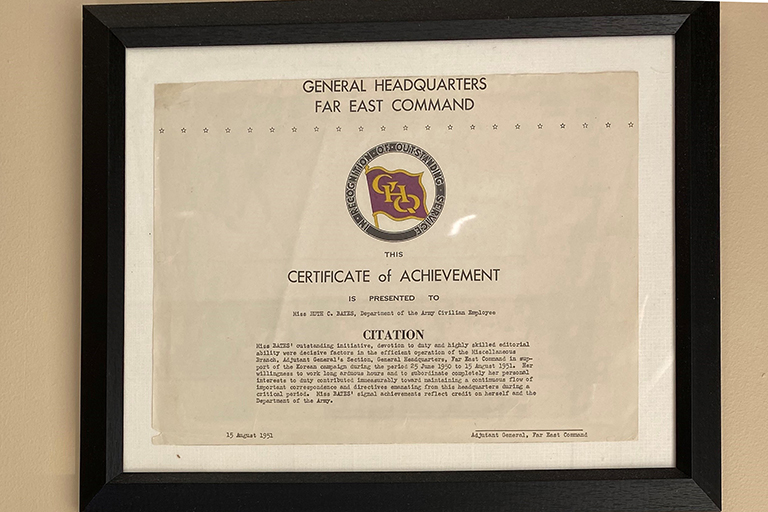 GENERAL HEADQUARTERS
FAR EAST COMMAND
IN RECOGNITION OF OUTSTANDING SERVICE
GHQ
THIS
CERTIFICATE of ACHIEVEMENT
IS PRESENTED TO
Miss RUTH C. BATES, Department of the Army Civilian Employee
CITATION
Miss BATES' outstanding initiative, devotion to duty and highly skilled editorial
ability were decisive factors in the efficient operation of the Miscellaneous
Branch, Adjutant General's Section, General Headquarters, Far East Command in sup-
port of the Korean campaign during the period 25 June 1950 to 15 August 1951. Her
willingness to work long arduous hours and to subordinate completely her personal
interests to duty contributed immeasurably toward maintaining a continuous flow of
important correspondence and directives emanating from this headquarters during a
critical period. Miss BATES' signal achievements reflect credit on herself and the
Department of the Army.
15 August 1951
Adjutant General, Far East Command